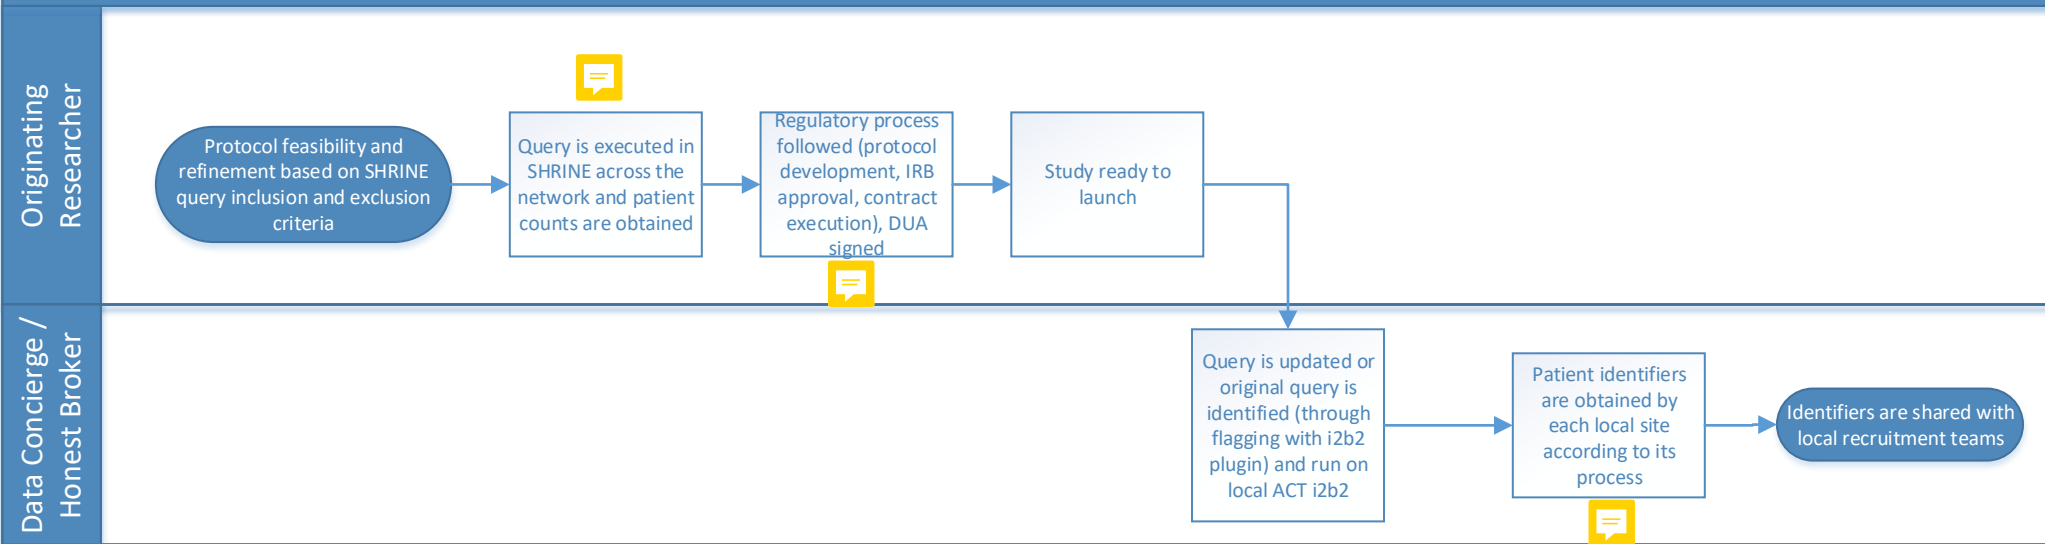 Originating
Researcher
Protocol feasibility and
refinement based on SHRINE
query inclusion and exclusion
criteria
Query is executed in
SHRINE across the
network and patient
counts are obtained
Regulatory process
followed (protocol
development, IRB
approval, contract
execution), DUA
signed
Study ready to
launch
Data Concierge /
Honest Broker
Query is updated or
original query is
identified (through
flagging with i2b2
plugin) and run on
local ACT i2b2
Patient identifiers
are obtained by
each local site
according to its
process
Identifiers are shared with
local recruitment teams